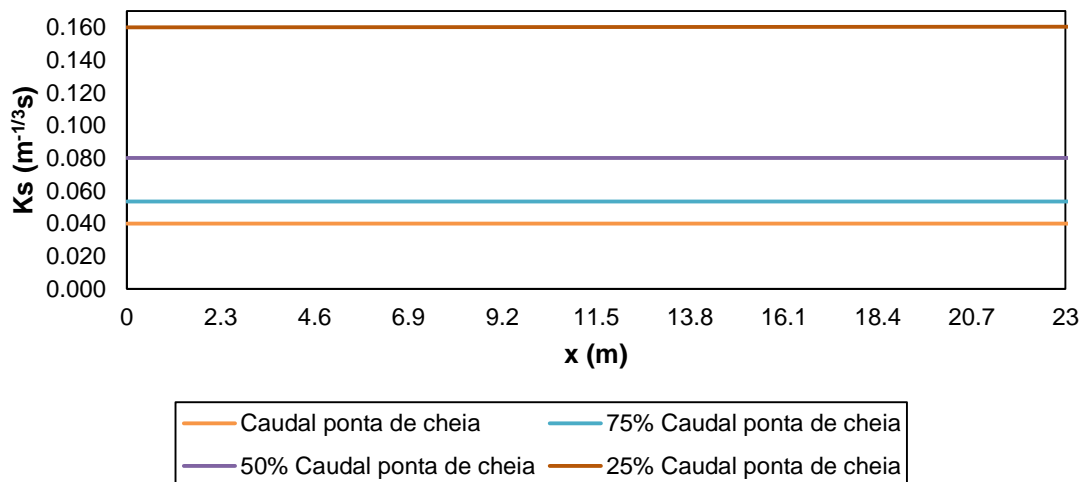 0.160
0.140
0.120
0.100
0.080
0.060
0.040
0.020
0.000
Ks (m-1/3s)
0 2.3 4.6 6.9 9.2 11.5 13.8 16.1 18.4 20.7 23
x (m)
Caudal ponta de cheia 75% Caudal ponta de cheia
50% Caudal ponta de cheia 25% Caudal ponta de cheia